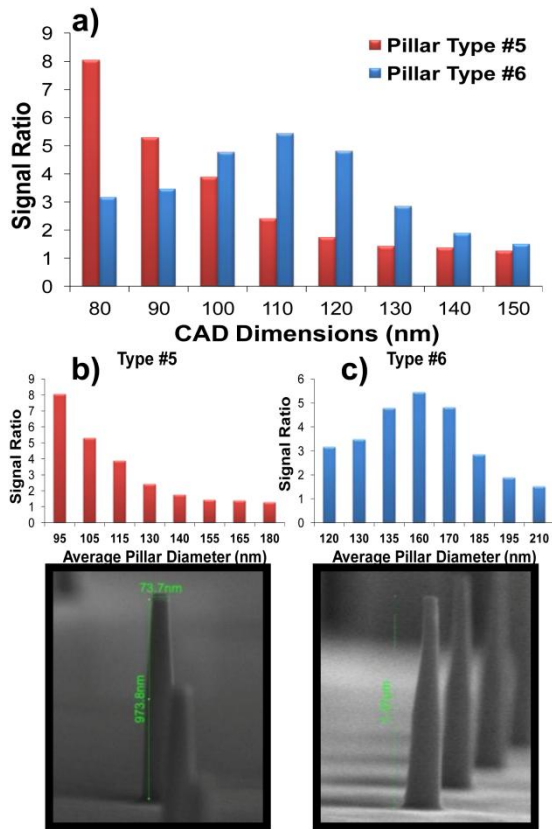 a)
Pillar Type #5
Pillar Type #6
9
8
7
6
5
4
3
2
1
0
Signal Ratio
80 90 100 110 120 130 140 150
CAD Dimensions (nm)
b)
Type #5
9
8
7
6
5
4
3
2
1
0
Signal Ratio
95 105 115 130 140 155 165 180
Average Pillar Diameter (nm)
c)
Type #6
6
5
4
3
2
1
0
Signal Ratio
120 130 135 160 170 185 195 210
Average Pillar Diameter (nm)
73.7nm
973.8nm